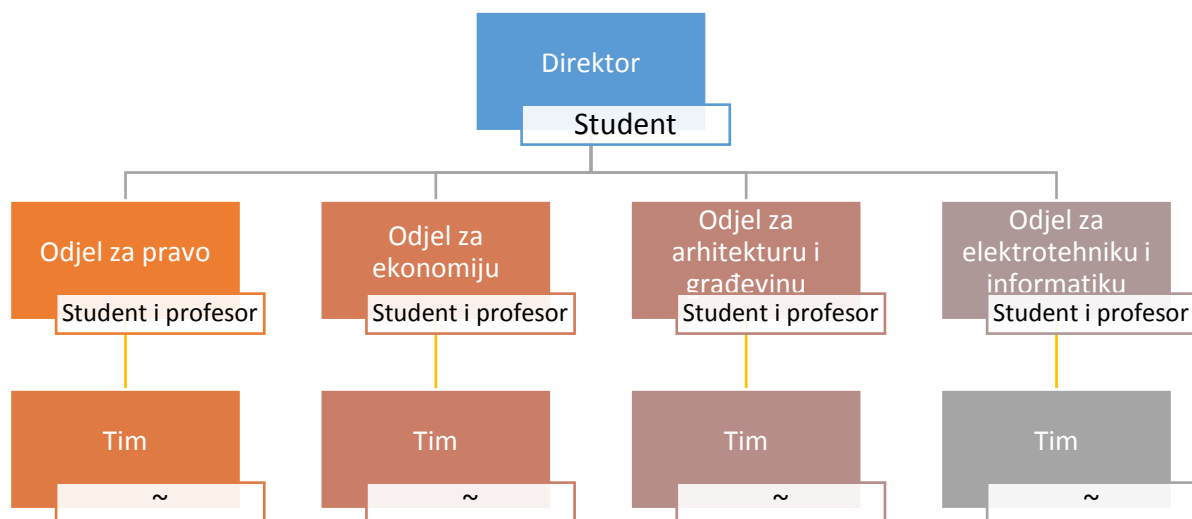 Direktor
Student
Odjel za pravo
Student i profesor
Odjel za
ekonomiju
Student i profesor
Odjel za
arhitekturu i
građevinu
Student i profesor
Odjel za
elektrotehniku i
informatiku
Student i profesor
Tim
~
Tim
~
Tim
~
Tim
~